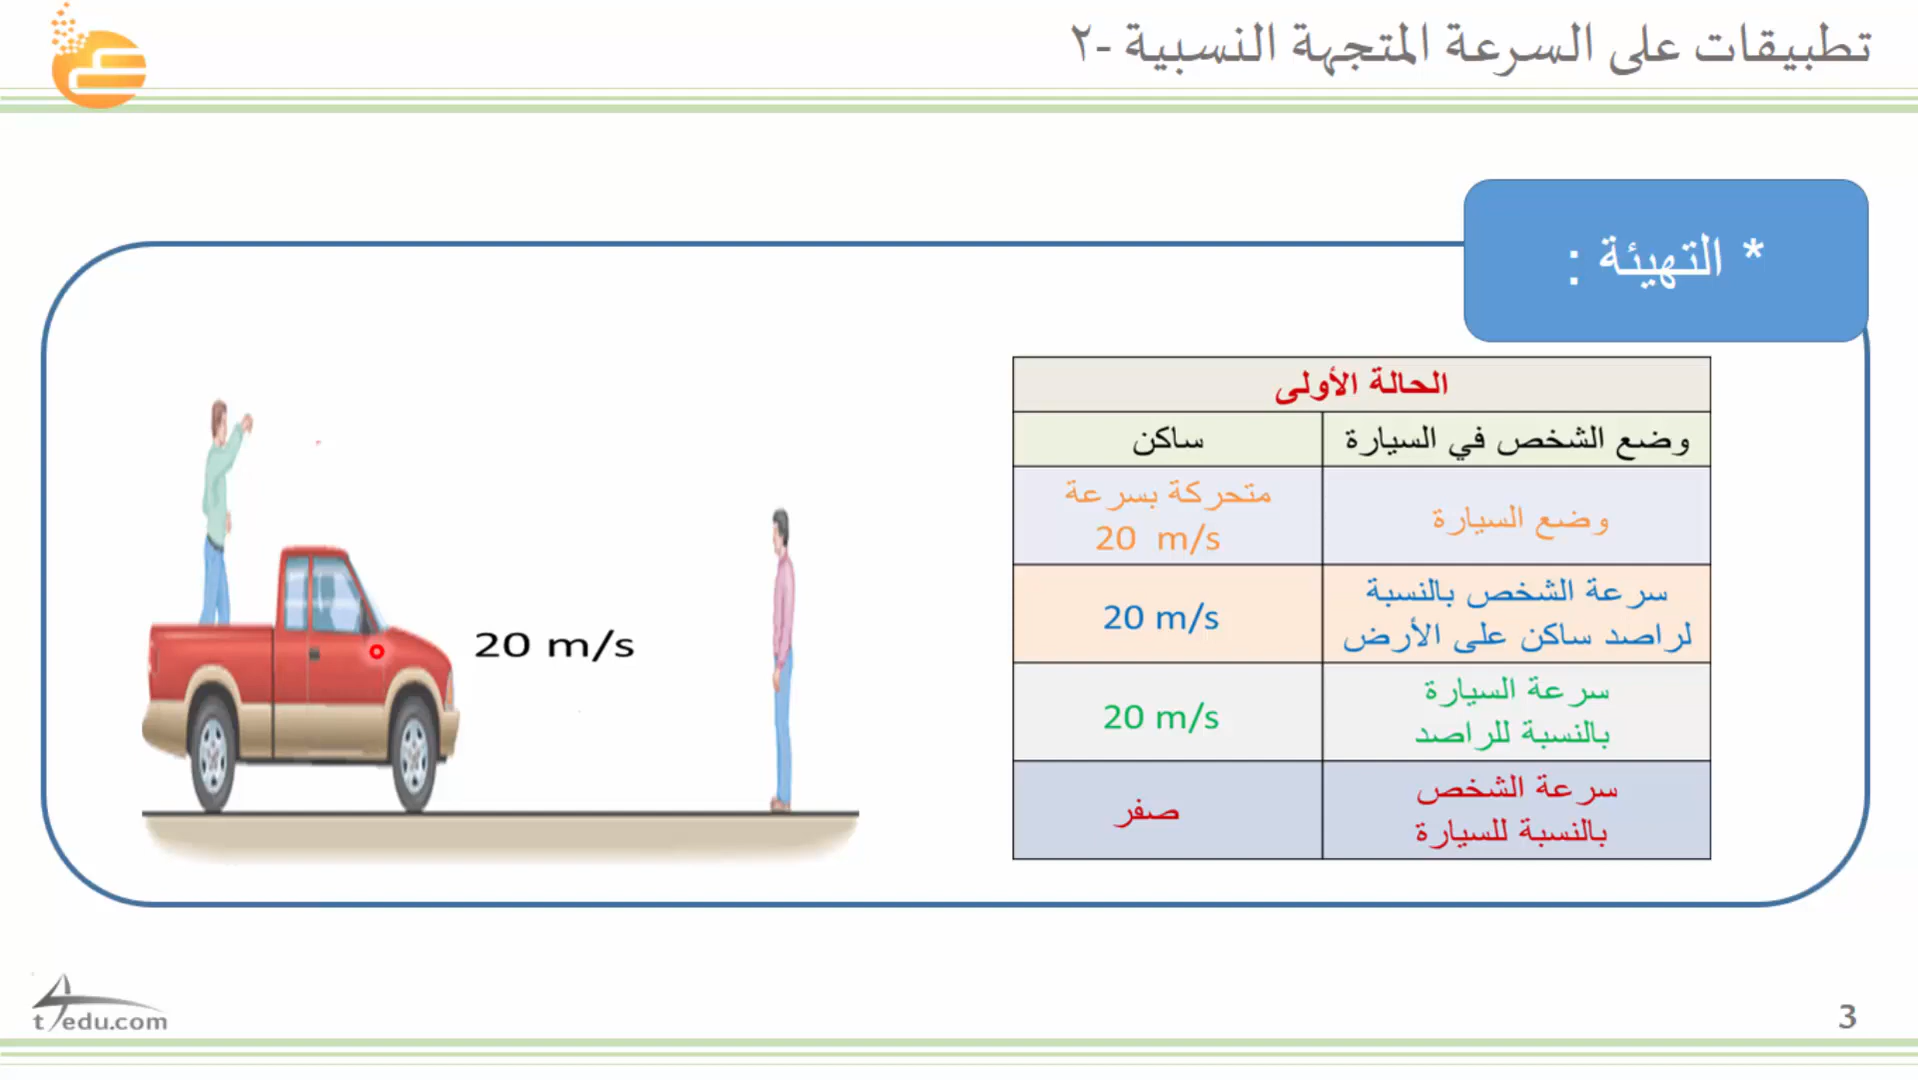 تطبيقات على السرعة المتجهة النسبية -٢
* التهيئة :
الحالة الأولى
وضع الشخص في السيارة
ساكن
وضع السيارة
متحركة بسرعة
20 m/s
سرعة الشخص بالنسبة
لراصد ساكن على الأرض
20 m/s
سرعة السيارة
بالنسبة للراصد
20 m/s
سرعة الشخص
بالنسبة للسيارة
صفر
20 m/s
t4edu.com
3